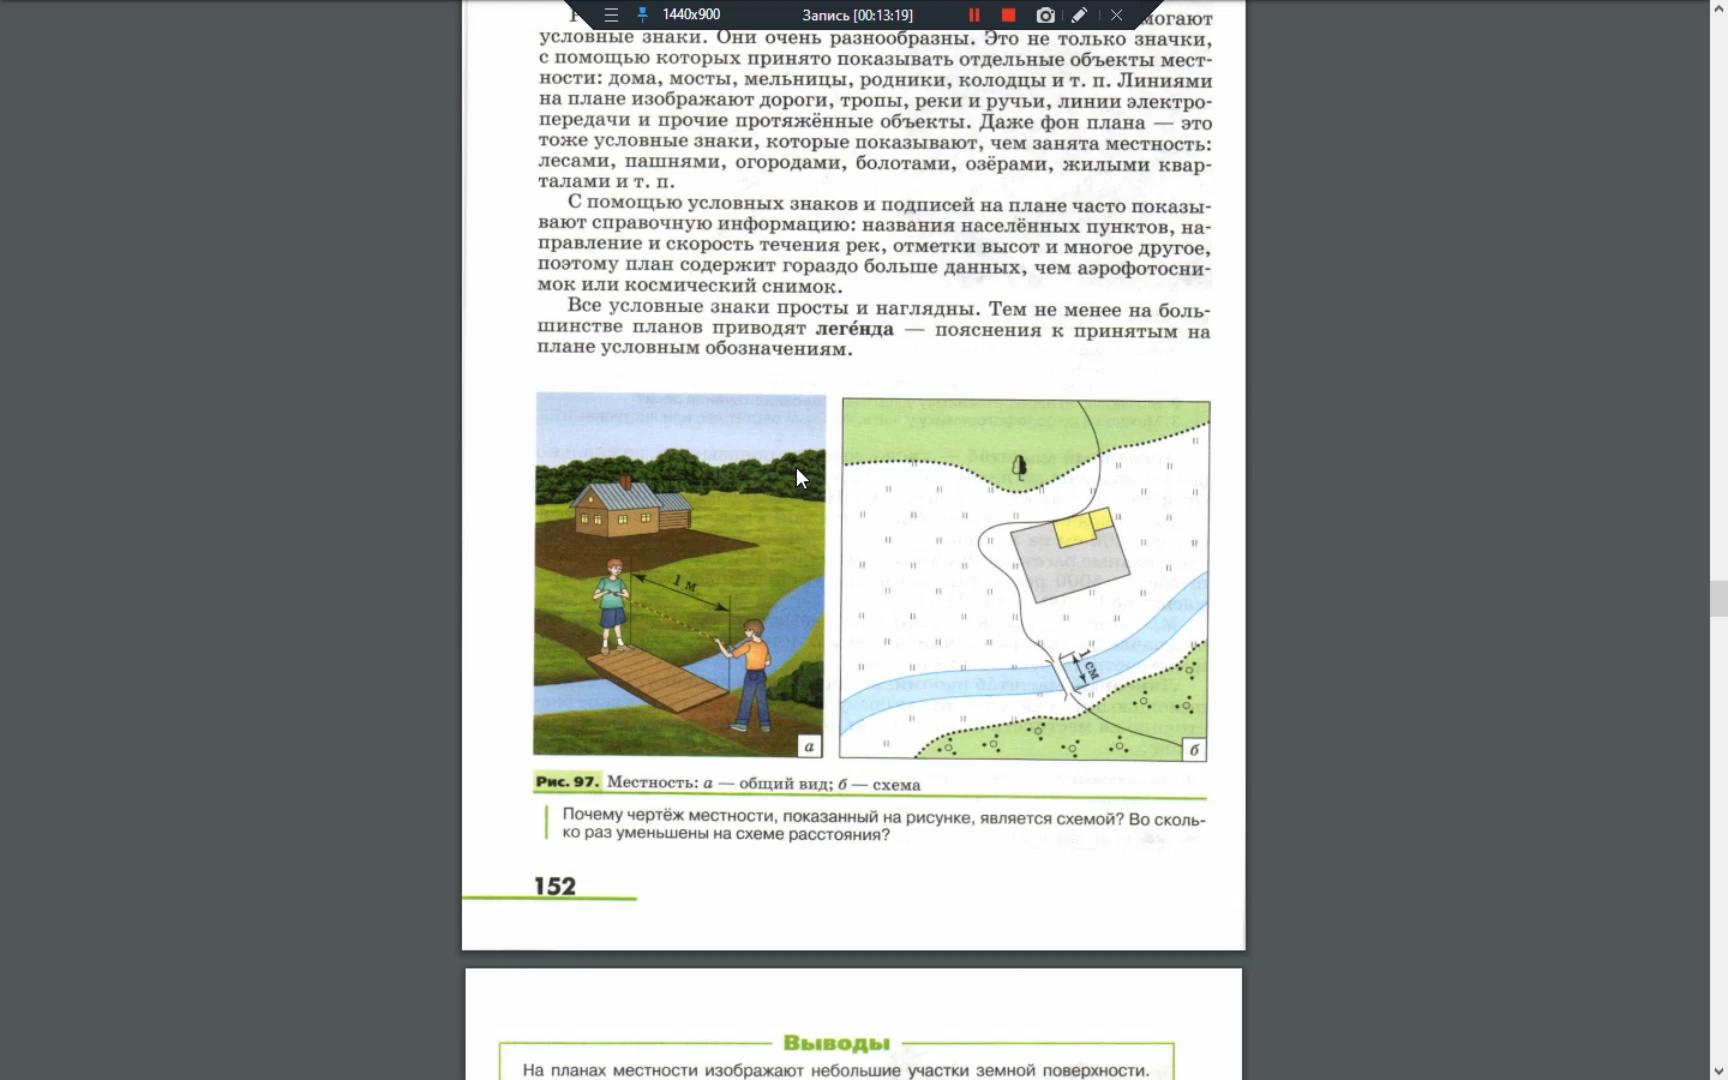 1440x900
Запись [00:13:19]
могают
условные знаки. Они очень разнообразны. Это не только значки,
с помощью которых принято показывать отдельные объекты мест-
ности: дома, мосты, мельницы, родники, колодцы и т. п. Линиями
на плане изображают дороги, тропы, реки и ручьи, линии электро-
передачи и прочие протяжённые объекты. Даже фон плана — это
тоже условные знаки, которые показывают, чем занята местность:
лесами, пашнями, огородами, болотами, озёрами, жилыми квар-
талами и т. п.
С помощью условных знаков и подписей на плане часто показы-
вают справочную информацию: названия населённых пунктов, на-
правление и скорость течения рек, отметки высот и многое другое,
поэтому план содержит гораздо больше данных, чем аэрофотосни-
мок или космический снимок.
Все условные знаки просты и наглядны. Тем не менее на боль-
шинстве планов приводят леге́нда — пояснения к принятым на
плане условным обозначениям.
1 м
а
1 см
б
Рис. 97. Местность: а — общий вид; б — схема
Почему чертёж местности, показанный на рисунке, является схемой? Во сколь-
ко раз уменьшены на схеме расстояния?
152
Выводы
На планах местности изображают небольшие участки земной поверхности.